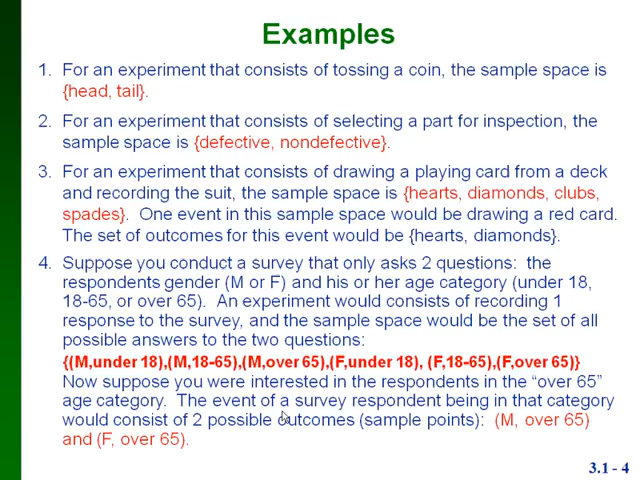 Examples
1. For an experiment that consists of tossing a coin, the sample space is
{head, tail}.
2. For an experiment that consists of selecting a part for inspection, the
sample space is {defective, nondefective}.
3. For an experiment that consists of drawing a playing card from a deck
and recording the suit, the sample space is {hearts, diamonds, clubs,
spades}. One event in this sample space would be drawing a red card.
The set of outcomes for this event would be {hearts, diamonds}.
4. Suppose you conduct a survey that only asks 2 questions: the
respondents gender (M or F) and his or her age category (under 18,
18-65, or over 65). An experiment would consists of recording 1
response to the survey, and the sample space would be the set of all
possible answers to the two questions:
{(M,under 18),(M,18-65),(M,over 65),(F,under 18), (F,18-65),(F,over 65)}
Now suppose you were interested in the respondents in the “over 65”
age category. The event of a survey respondent being in that category
would consist of 2 possible outcomes (sample points): (M, over 65)
and (F, over 65).
3.1 - 4